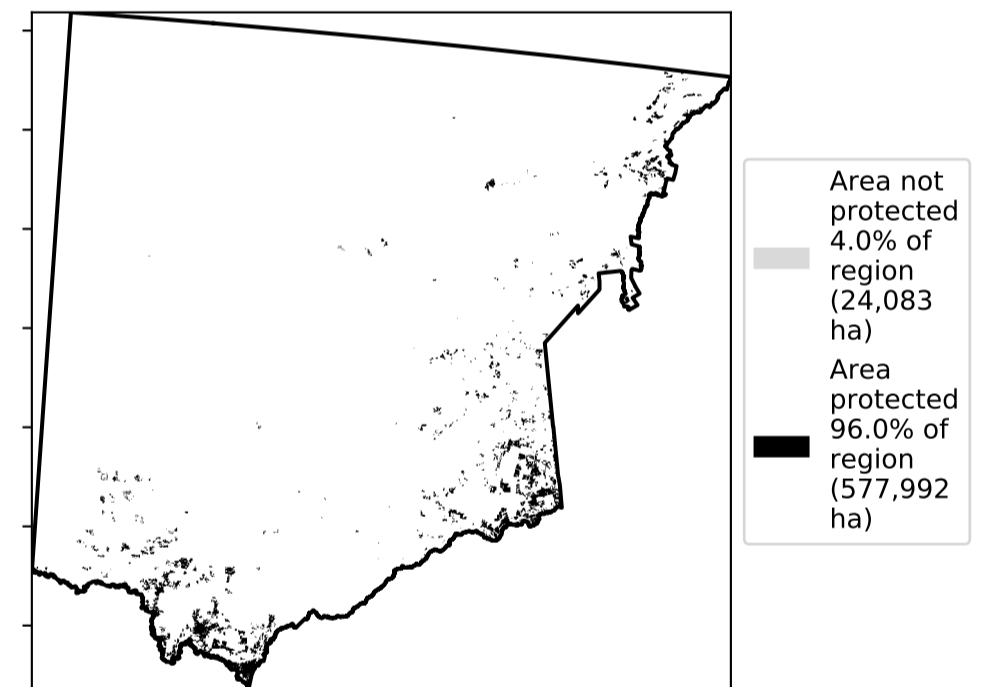 Area not
protected
4.0% of
region
(24,083
ha)
Area
protected
96.0% of
region
(577,992
ha)